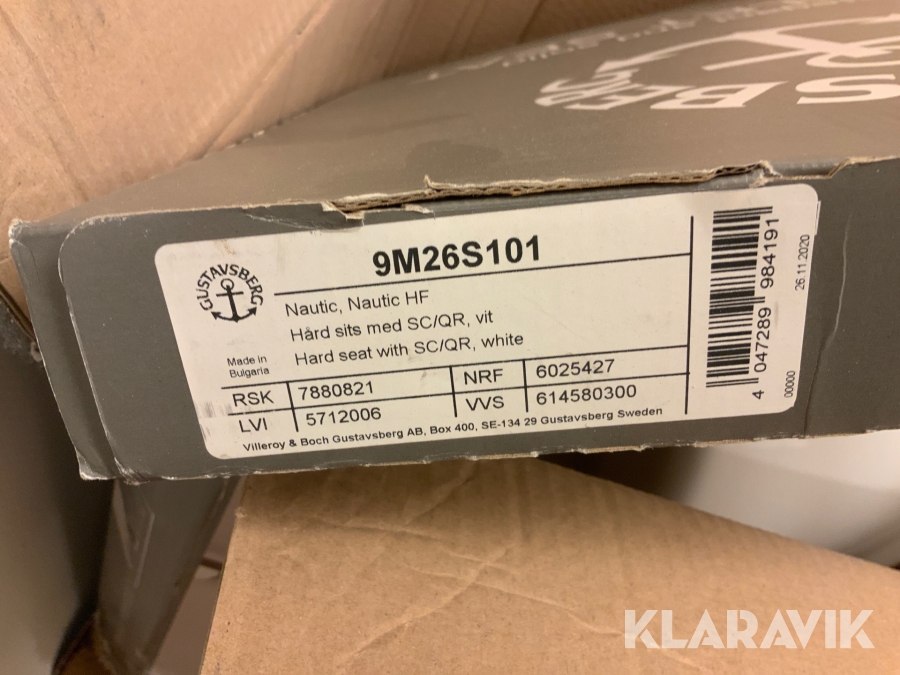 BERG
GUSTAVSBERG
9M26S101
Nautic, Nautic HF
Hård sits med SC/QR, vit
Hard seat with SC/QR, white
Made in
Bulgaria
RSK 7880821 NRF 6025427
LVI 5712006 VVS 614580300
Villeroy & Boch Gustavsberg AB, Box 400, SE-134 29 Gustavsberg Sweden
4 047289 984191
26.11.2020
00000
KLARAVIK